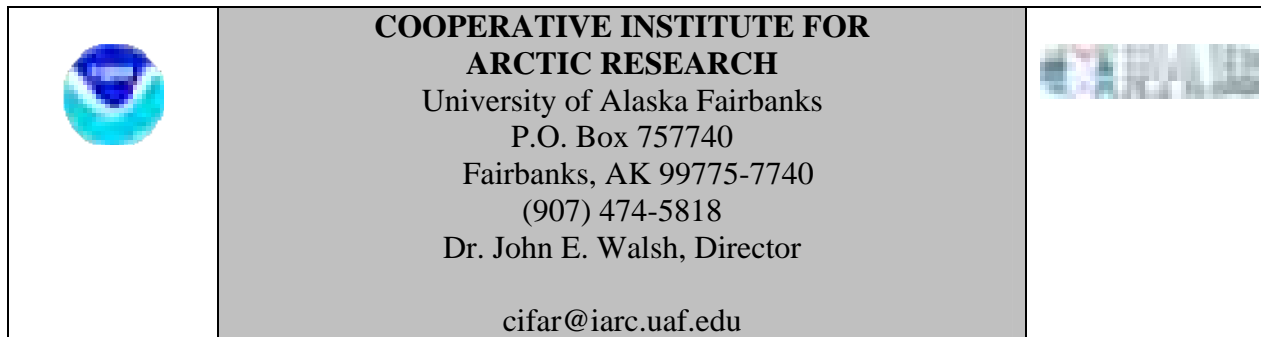 COOPERATIVE INSTITUTE FOR
ARCTIC RESEARCH
University of Alaska Fairbanks
P.O. Box 757740
Fairbanks, AK 99775-7740
(907) 474-5818
Dr. John E. Walsh, Director
cifar@iarc.uaf.edu